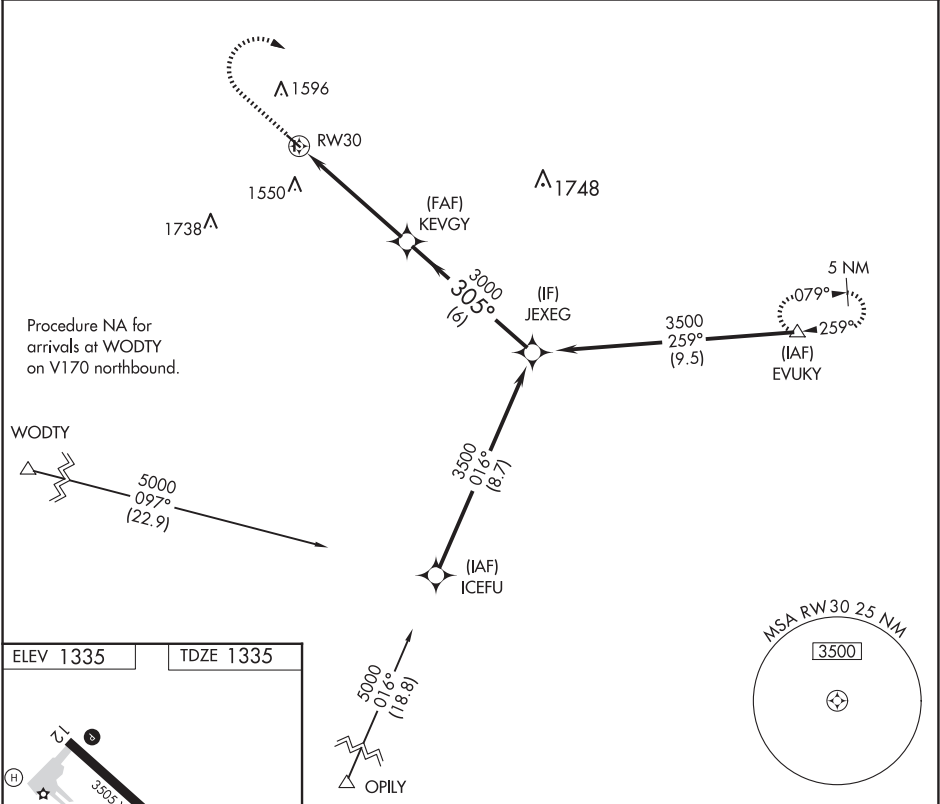 1596
RW30
1550
1738
1748
(FAF)
KEVGY
3000
305°
(6)
(IF)
JEXEG
5 NM
079°
259°
3500
259°
(9.5)
(IAF)
EVUKY
Procedure NA for
arrivals at WODTY
on V170 northbound.
WODTY
5000
097°
(22.9)
3500
016°
(8.7)
(IAF)
ICEFU
5000
016°
(18.8)
OPILY
MSA RW30 25 NM
3500
ELEV 1335
TDZE 1335
12
P
H
3505